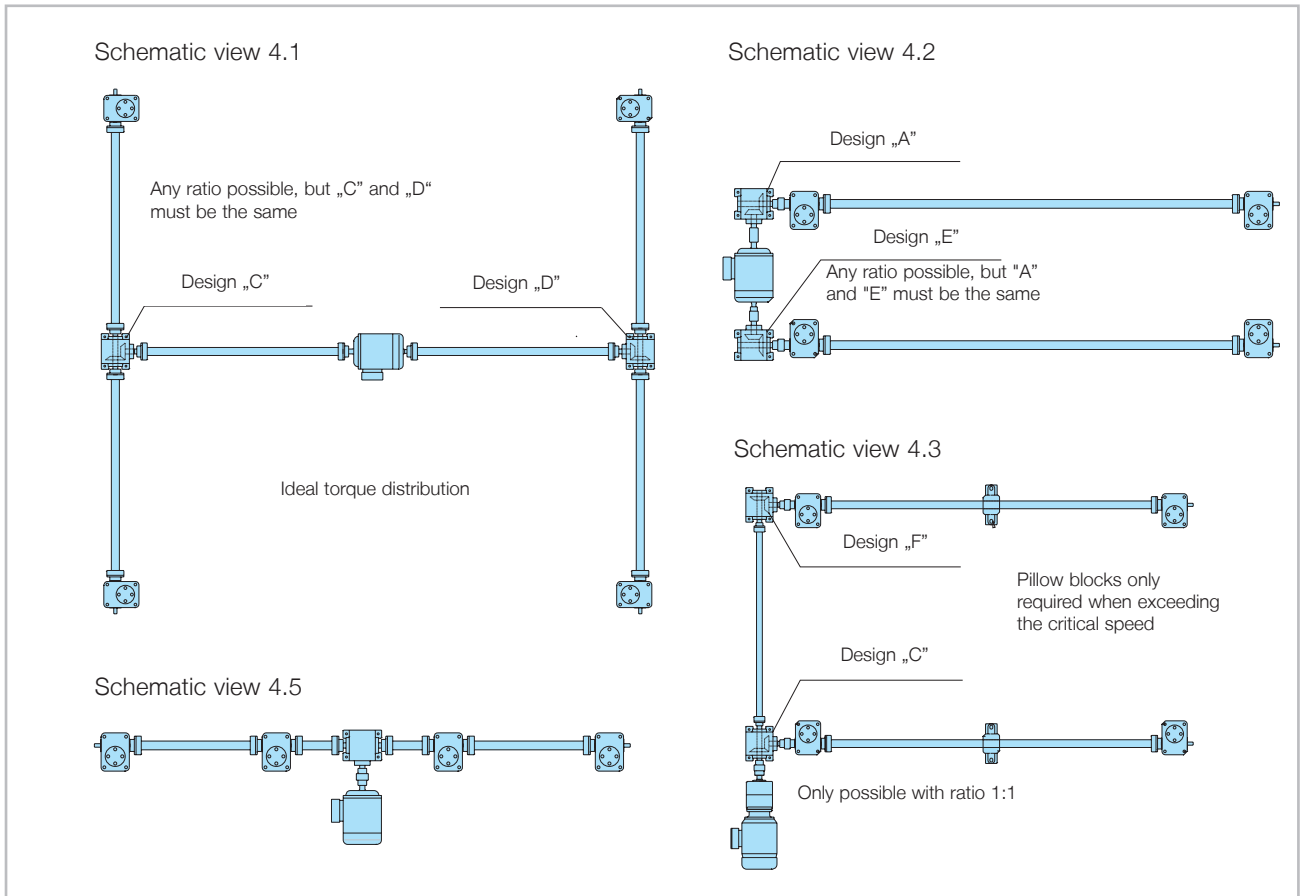 Schematic view 4.1
Any ratio possible, but „C” and „D“
must be the same
Design „C”
Design „D”
Ideal torque distribution
Schematic view 4.5
Schematic view 4.2
Design „A”
Design „E”
Any ratio possible, but "A”
and "E” must be the same
Schematic view 4.3
Design „F”
Pillow blocks only
required when exceeding
the critical speed
Design „C”
Only possible with ratio 1:1